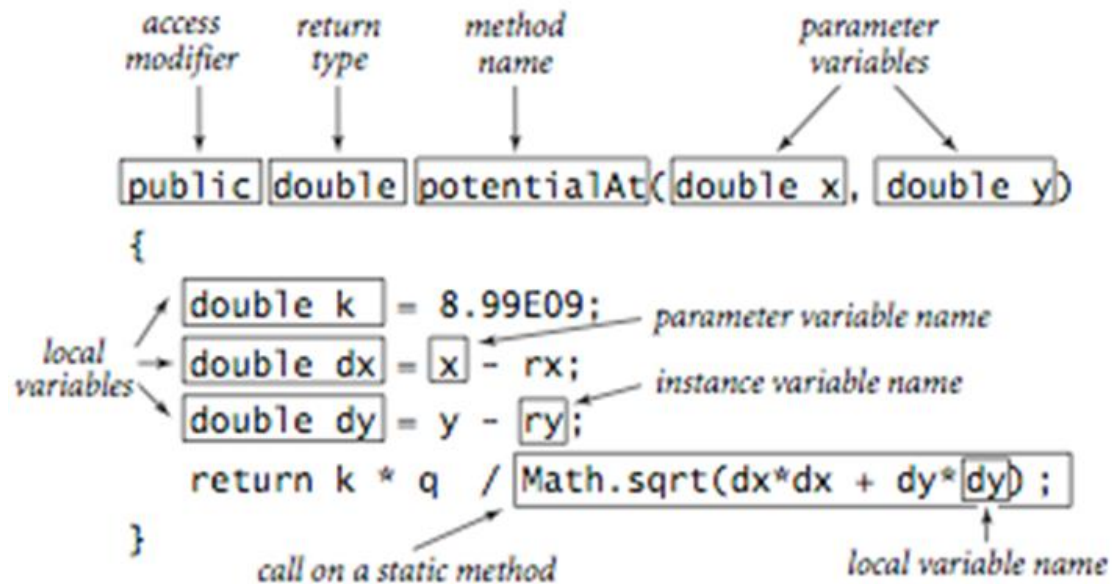 access modifier
return type
method name
parameter variables
public double potentialAt(double x, double y)
{
double k = 8.99E09;
parameter variable name
local variables
double dx = x - rx;
instance variable name
double dy = y - ry;
return k * q / Math.sqrt(dx*dx + dy*dy) ;
}
call on a static method
local variable name